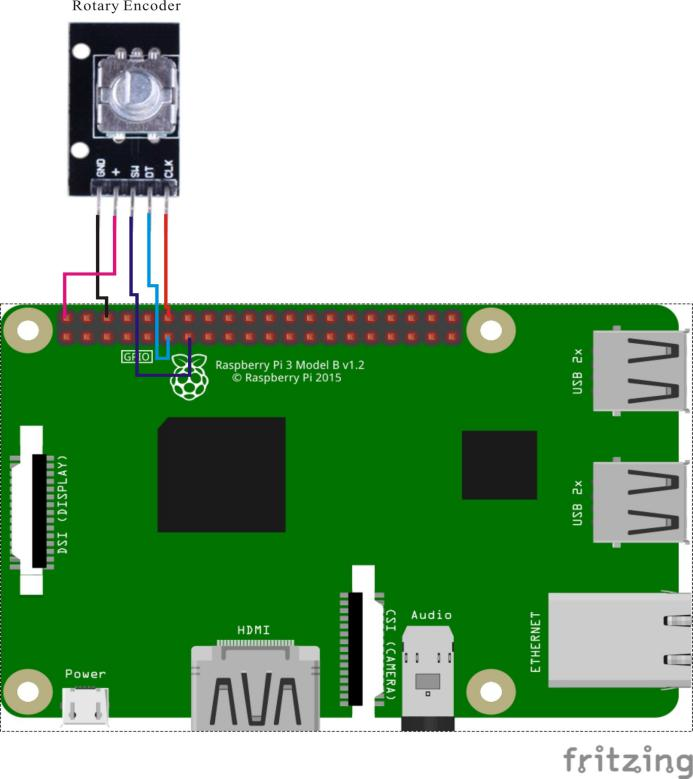 Rotary Encoder
GND
+
SW
DT
CLK
GPIO
Raspberry Pi 3 Model B v1.2
© Raspberry Pi 2015
USB 2x
DSI (DISPLAY)
USB 2x
HDMI
CSI (CAMERA)
Audio
ETHERNET
Power
fritzing